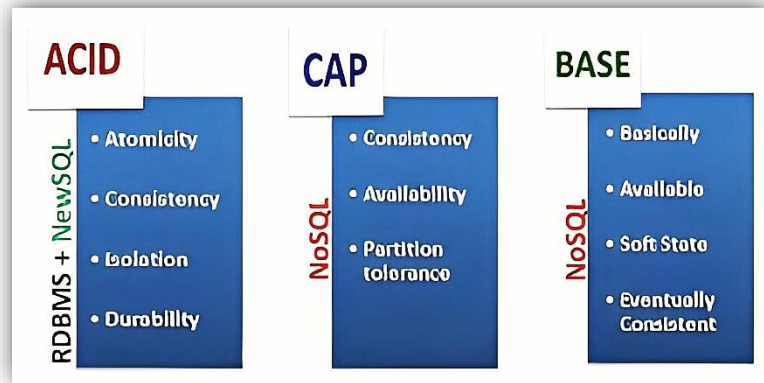 ACID
RDBMS + NewSQL
• Atomicity
• Consistency
• Isolation
• Durability
CAP
NoSQL
• Consistency
• Availability
• Partition
tolerance
BASE
NoSQL
• Basically
• Available
• Soft State
• Eventually
Consistent